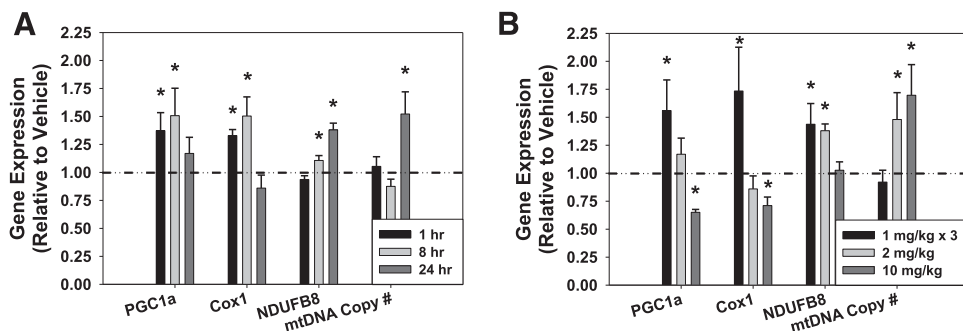 A
Gene Expression
(Relative to Vehicle)
2.25
2.00
1.75
1.50
1.25
1.00
0.75
0.50
0.25
0.00
* * * * * * *
1 hr
8 hr
24 hr
PGC1a
Cox1
NDUFB8
mtDNA Copy #
B
Gene Expression
(Relative to Vehicle)
2.25
2.00
1.75
1.50
1.25
1.00
0.75
0.50
0.25
0.00
* * * * * * * *
1 mg/kg x 3
2 mg/kg
10 mg/kg
PGC1a
Cox1
NDUFB8
mtDNA Copy #